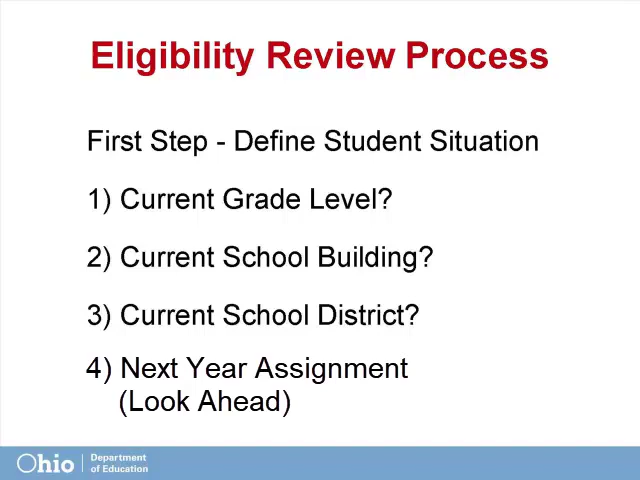 Eligibility Review Process
First Step - Define Student Situation
1) Current Grade Level?
2) Current School Building?
3) Current School District?
4) Next Year Assignment
(Look Ahead)
Ohio
Department
of Education